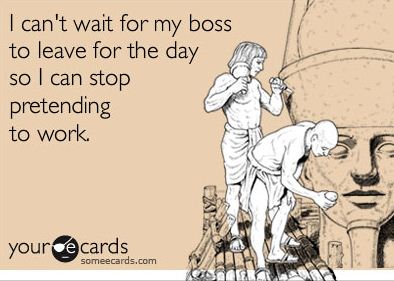 I can't wait for my boss
to leave for the day
so I can stop
pretending
to work.
your e cards
someecards.com